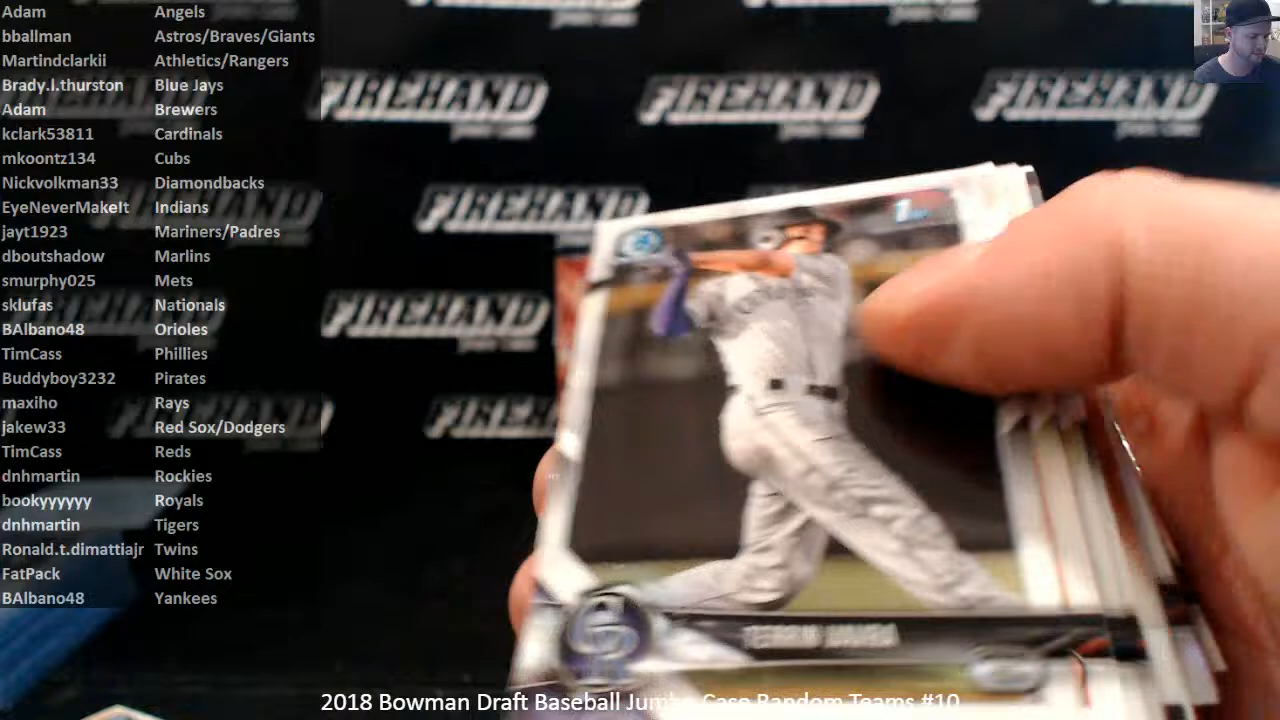 Adam Angels
bballman Astros/Braves/Giants
Martindclarkii Athletics/Rangers
Brady.l.thurston Blue Jays
Adam Brewers
kclark53811 Cardinals
mkoontz134 Cubs
Nickvolkman33 Diamondbacks
EyeNeverMakeIt Indians
jayt1923 Mariners/Padres
dboutshadow Marlins
smurphy025 Mets
sklufas Nationals
BAlbano48 Orioles
TimCass Phillies
Buddyboy3232 Pirates
maxiho Rays
jakew33 Red Sox/Dodgers
TimCass Reds
dnhmartin Rockies
bookyyyyyy Royals
dnhmartin Tigers
Ronald.t.dimattiajr Twins
FatPack White Sox
BAlbano48 Yankees
FIREHAND FIREHAND FIREHAND
FIREHAND
FIREHAND
FIREHAND
CR
2018 Bowman Draft Baseball Jumbo Case Random Teams #10